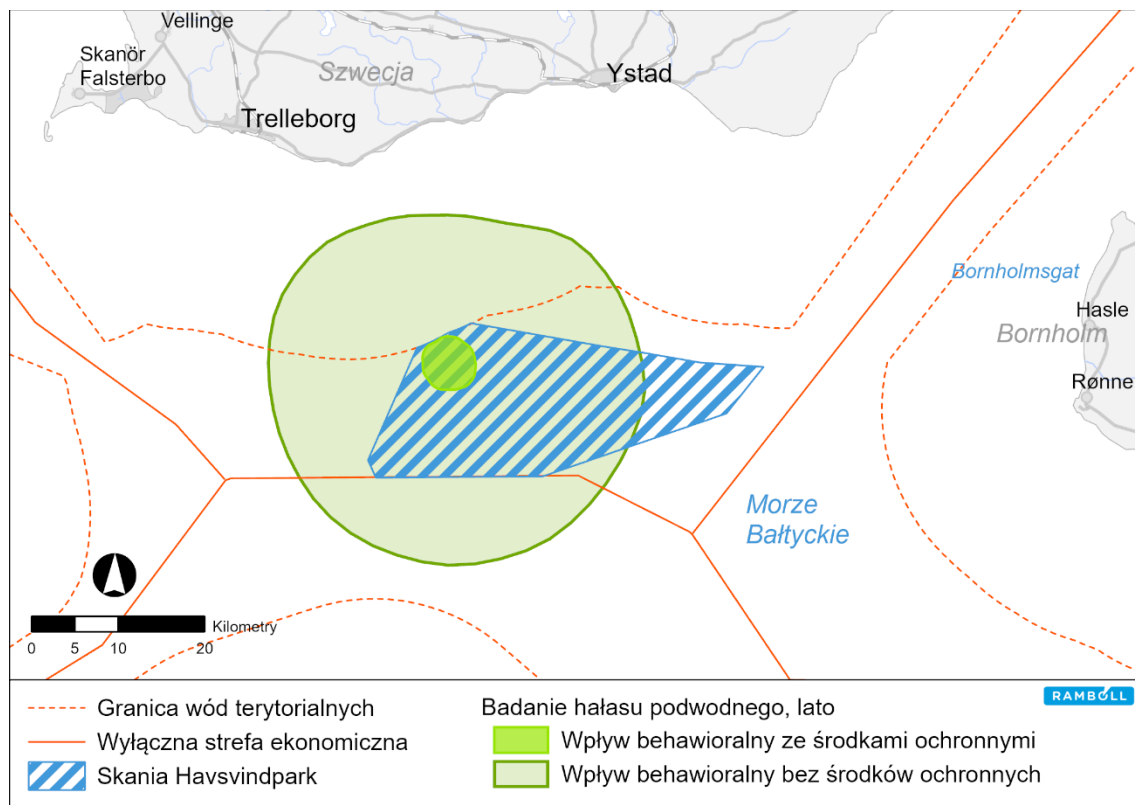 Vellinge
Skanör
Falsterbo
Szwecja
Ystad
Trelleborg
Bornholmsgat
Hasle
Bornholm
Rønne
Morze
Bałtyckie
Kilometry
0 5 10 20
RAMBOLL
Granica wód terytorialnych
Wyłączna strefa ekonomiczna
Skania Havsvindpark
Badanie hałasu podwodnego, lato
Wpływ behawioralny ze środkami ochronnymi
Wpływ behawioralny bez środków ochronnych